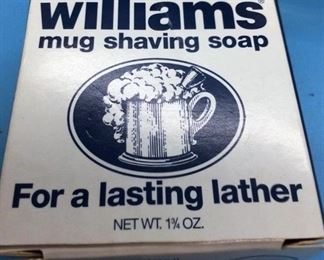 williams®
mug shaving soap
For a lasting lather
NET WT. 1¾ OZ.